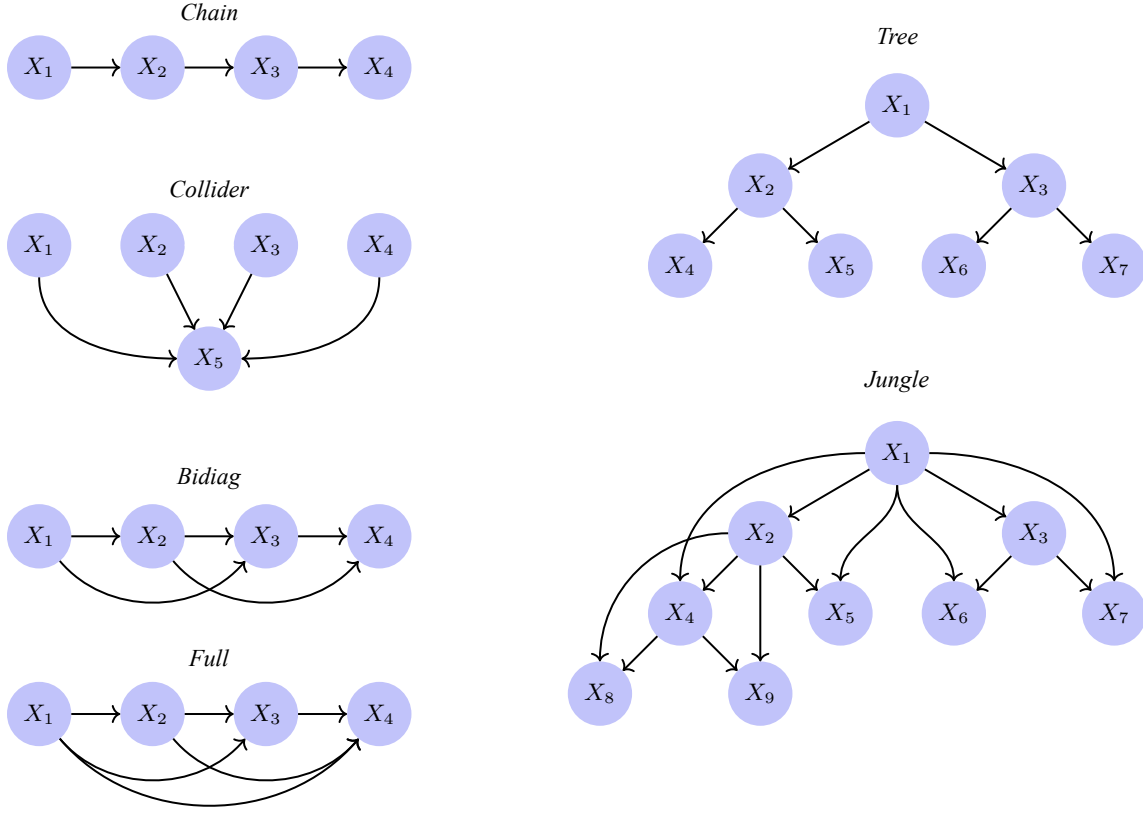 Chain
X₁ X₂ X₃ X₄
Collider
X₁ X₂ X₃ X₄
X₅
Bidiag
X₁ X₂ X₃ X₄
Full
X₁ X₂ X₃ X₄
Tree
X₁
X₂ X₃
X₄ X₅ X₆ X₇
Jungle
X₁
X₂ X₃
X₄ X₅ X₆ X₇
X₈ X₉